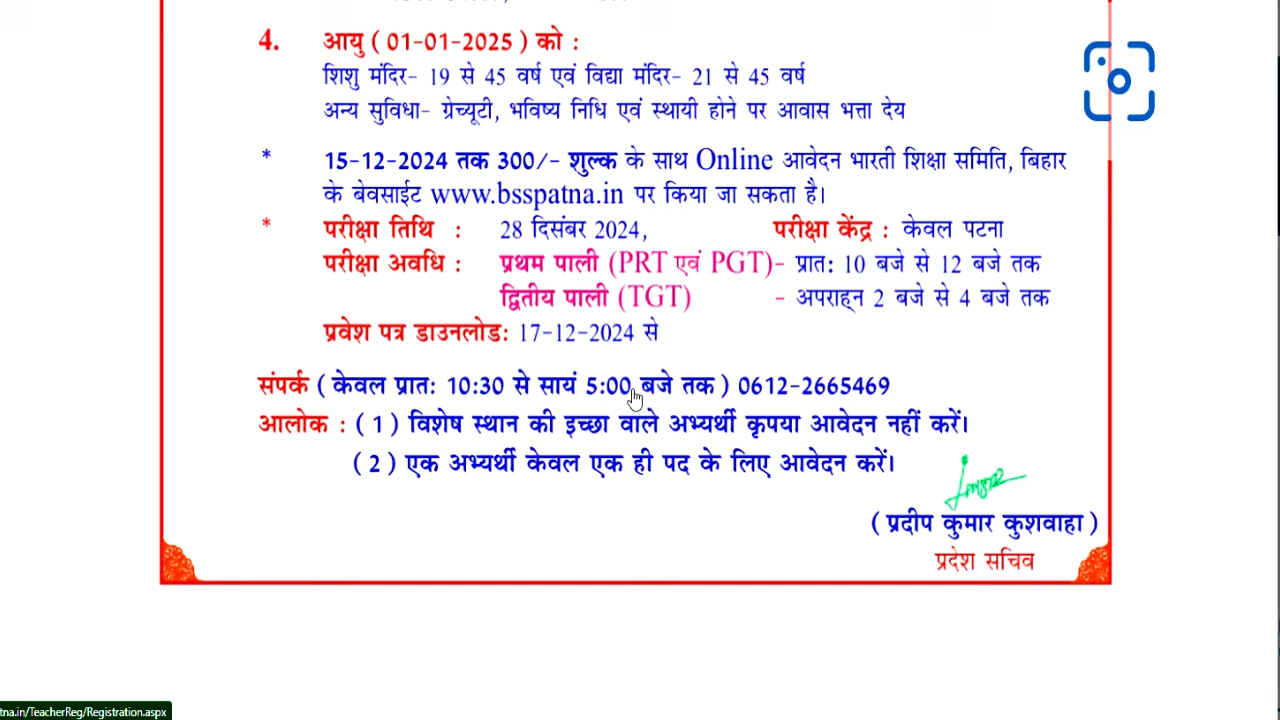 4. आयु ( 01-01-2025 ) को :
शिशु मंदिर- 19 से 45 वर्ष एवं विद्या मंदिर- 21 से 45 वर्ष
अन्य सुविधा- ग्रेच्यूटी, भविष्य निधि एवं स्थायी होने पर आवास भत्ता देय
* 15-12-2024 तक 300/- शुल्क के साथ Online आवेदन भारती शिक्षा समिति, बिहार
के बेवसाईट www.bsspatna.in पर किया जा सकता है।
* परीक्षा तिथि : 28 दिसंबर 2024, परीक्षा केंद्र : केवल पटना
परीक्षा अवधि : प्रथम पाली (PRT एवं PGT)- प्रात: 10 बजे से 12 बजे तक
द्वितीय पाली (TGT) - अपराह्न 2 बजे से 4 बजे तक
प्रवेश पत्र डाउनलोड: 17-12-2024 से
संपर्क ( केवल प्रात: 10:30 से सायं 5:00 बजे तक ) 0612-2665469
आलोक : ( 1 ) विशेष स्थान की इच्छा वाले अभ्यर्थी कृपया आवेदन नहीं करें।
( 2 ) एक अभ्यर्थी केवल एक ही पद के लिए आवेदन करें।
( प्रदीप कुमार कुशवाहा )
प्रदेश सचिव
tna.in/TeacherReg/Registration.aspx